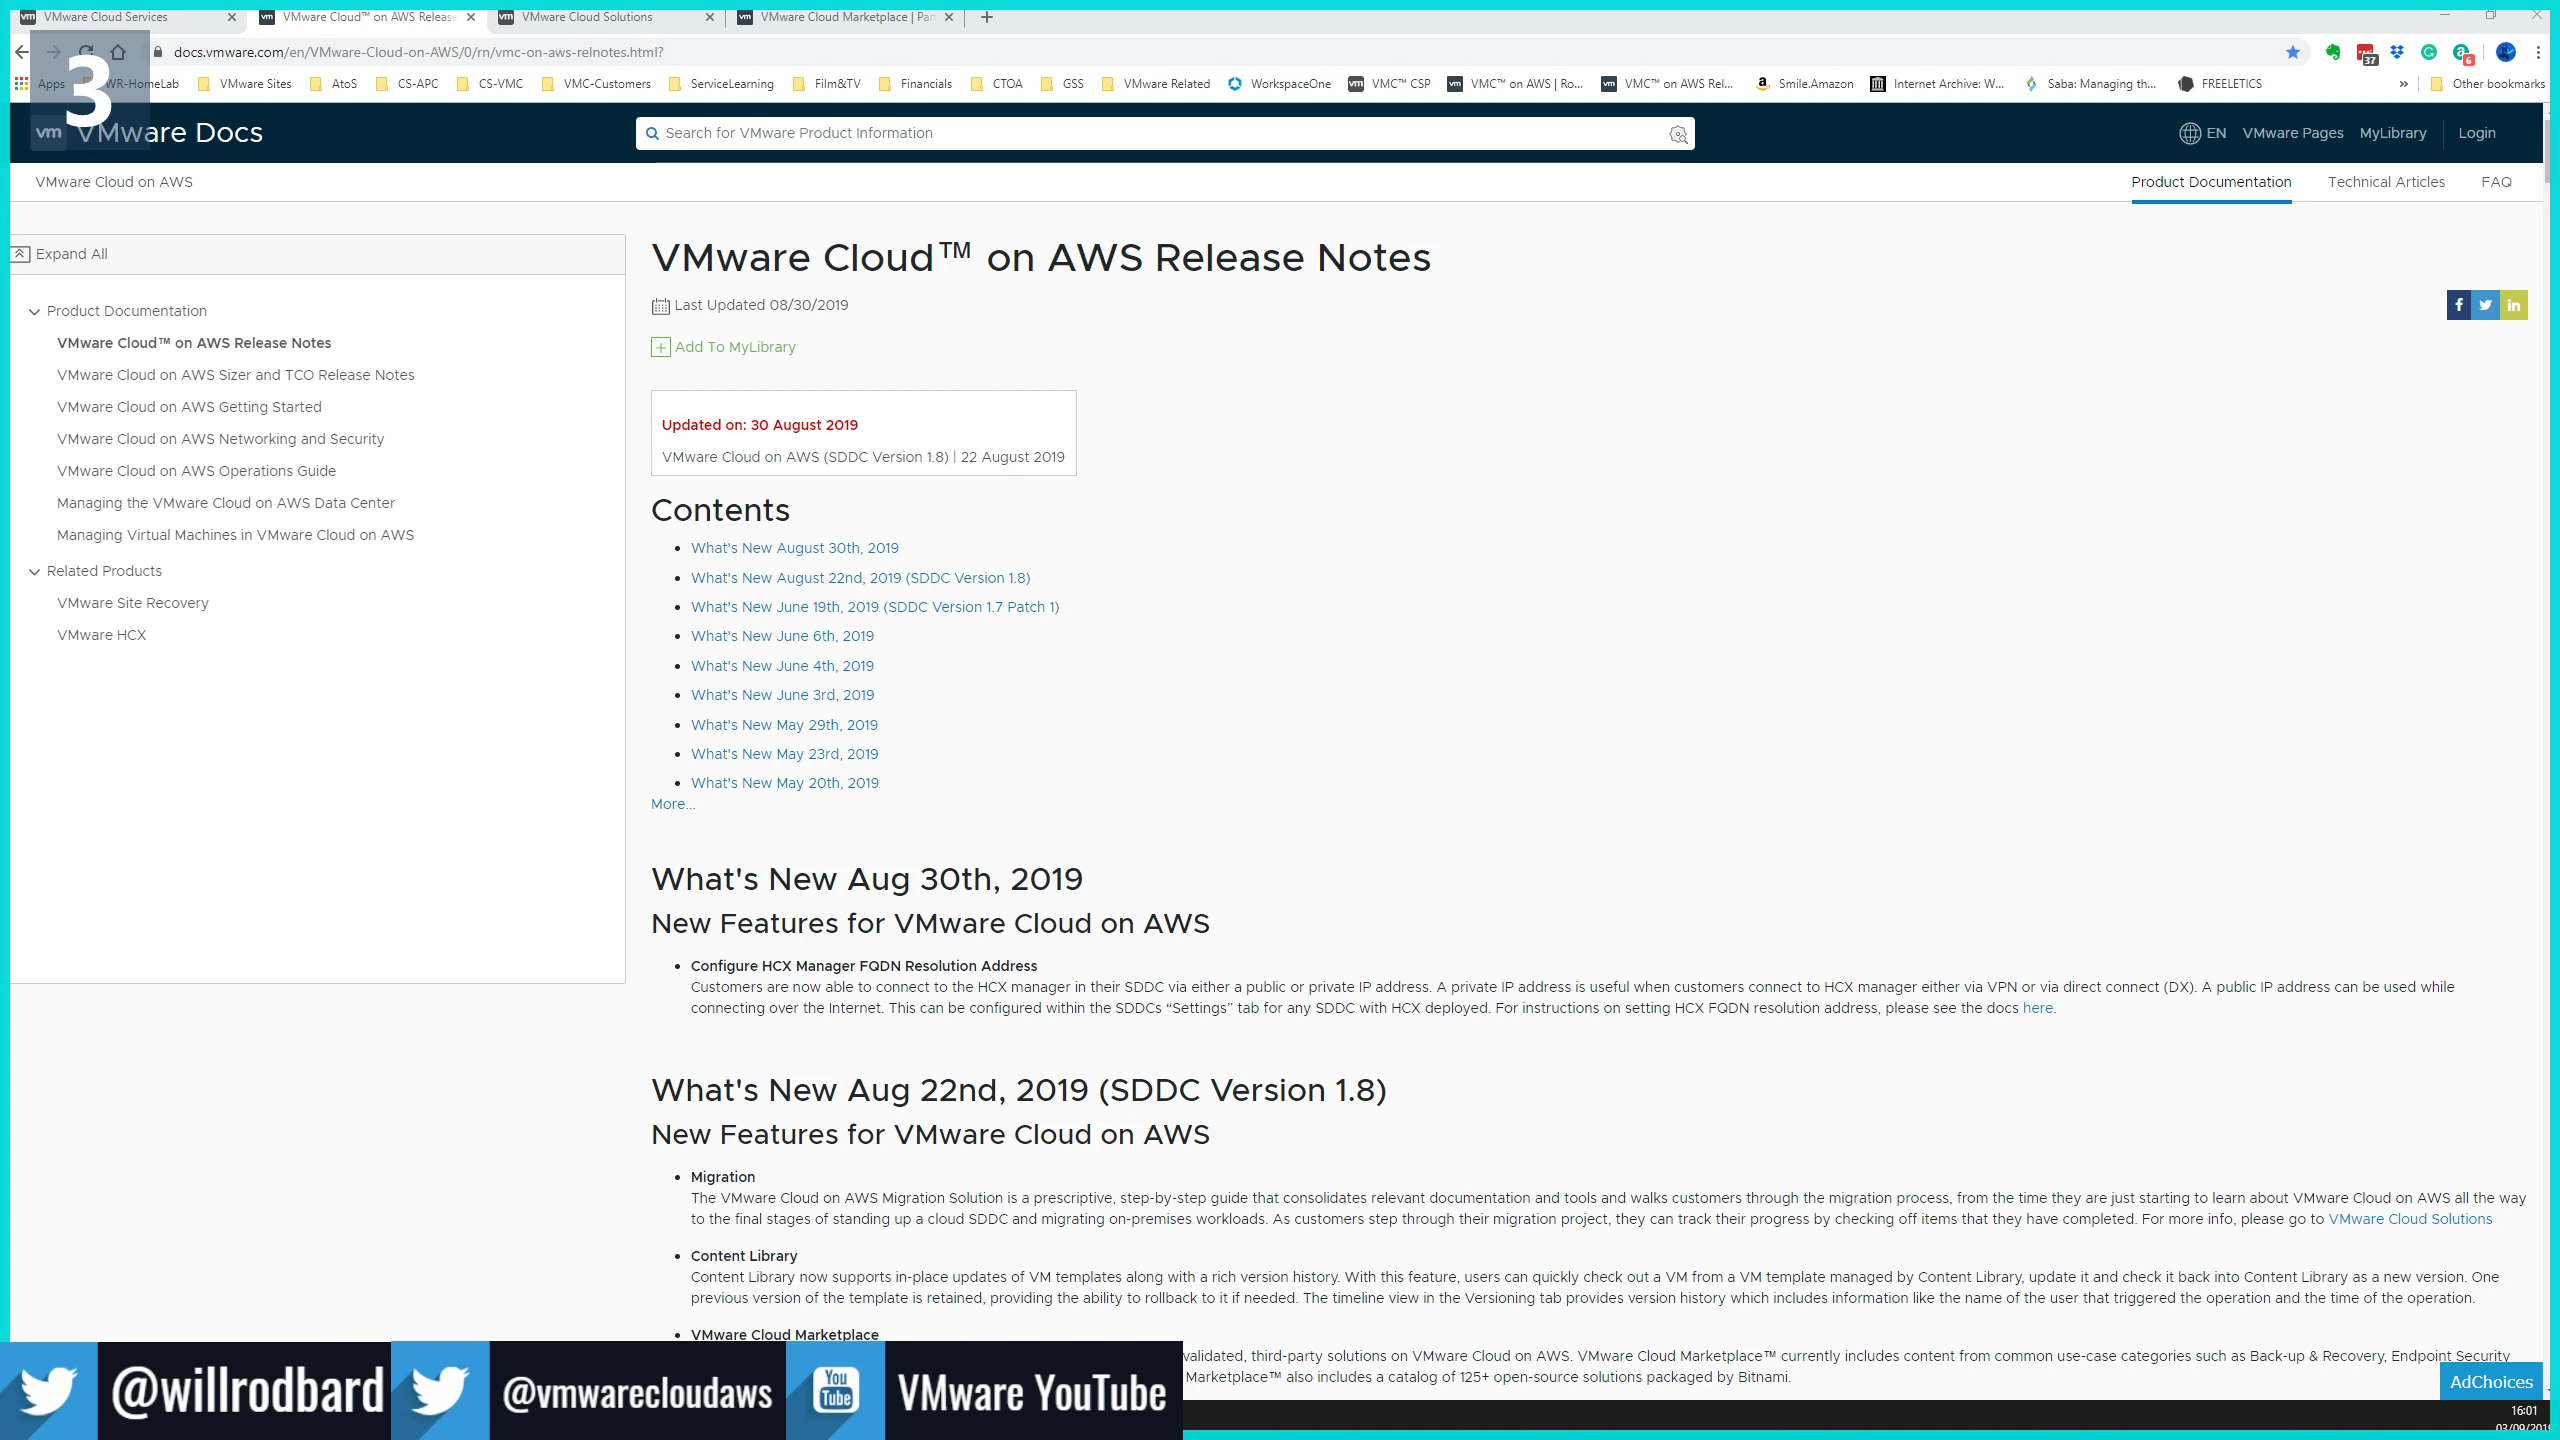 VMware Cloud Services
VMware Cloud™ on AWS Release
VMware Cloud Solutions
VMware Cloud Marketplace | Par
docs.vmware.com/en/VMware-Cloud-on-AWS/0/rn/vmc-on-aws-relnotes.html?
37
6
Apps
WR-HomeLab
VMware Sites
AtoS
CS-APC
CS-VMC
VMC-Customers
ServiceLearning
Film&TV
Financials
CTOA
GSS
VMware Related
WorkspaceOne
VMC™ CSP
VMC™ on AWS | Ro...
VMC™ on AWS Rel...
Smile.Amazon
Internet Archive: W...
Saba: Managing th...
FREELETICS
»
Other bookmarks
3
vm VMware Docs
Search for VMware Product Information
EN
VMware Pages
MyLibrary
Login
VMware Cloud on AWS
Product Documentation
Technical Articles
FAQ
Expand All
Product Documentation
VMware Cloud™ on AWS Release Notes
VMware Cloud on AWS Sizer and TCO Release Notes
VMware Cloud on AWS Getting Started
VMware Cloud on AWS Networking and Security
VMware Cloud on AWS Operations Guide
Managing the VMware Cloud on AWS Data Center
Managing Virtual Machines in VMware Cloud on AWS
Related Products
VMware Site Recovery
VMware HCX
VMware Cloud™ on AWS Release Notes
Last Updated 08/30/2019
Add To MyLibrary
Updated on: 30 August 2019
VMware Cloud on AWS (SDDC Version 1.8) | 22 August 2019
Contents
• What's New August 30th, 2019
• What's New August 22nd, 2019 (SDDC Version 1.8)
• What's New June 19th, 2019 (SDDC Version 1.7 Patch 1)
• What's New June 6th, 2019
• What's New June 4th, 2019
• What's New June 3rd, 2019
• What's New May 29th, 2019
• What's New May 23rd, 2019
• What's New May 20th, 2019
More...
What's New Aug 30th, 2019
New Features for VMware Cloud on AWS
• Configure HCX Manager FQDN Resolution Address
Customers are now able to connect to the HCX manager in their SDDC via either a public or private IP address. A private IP address is useful when customers connect to HCX manager either via VPN or via direct connect (DX). A public IP address can be used while
connecting over the Internet. This can be configured within the SDDCs “Settings” tab for any SDDC with HCX deployed. For instructions on setting HCX FQDN resolution address, please see the docs here.
What's New Aug 22nd, 2019 (SDDC Version 1.8)
New Features for VMware Cloud on AWS
• Migration
The VMware Cloud on AWS Migration Solution is a prescriptive, step-by-step guide that consolidates relevant documentation and tools and walks customers through the migration process, from the time they are just starting to learn about VMware Cloud on AWS all the way
to the final stages of standing up a cloud SDDC and migrating on-premises workloads. As customers step through their migration project, they can track their progress by checking off items that they have completed. For more info, please go to VMware Cloud Solutions
• Content Library
Content Library now supports in-place updates of VM templates along with a rich version history. With this feature, users can quickly check out a VM from a VM template managed by Content Library, update it and check it back into Content Library as a new version. One
previous version of the template is retained, providing the ability to rollback to it if needed. The timeline view in the Versioning tab provides version history which includes information like the name of the user that triggered the operation and the time of the operation.
• VMware Cloud Marketplace
validated, third-party solutions on VMware Cloud on AWS. VMware Cloud Marketplace™ currently includes content from common use-case categories such as Back-up & Recovery, Endpoint Security
Marketplace™ also includes a catalog of 125+ open-source solutions packaged by Bitnami.
AdChoices
@willrodbard
@vmwarecloudaws
You Tube
VMware YouTube
16:01
03/09/2019